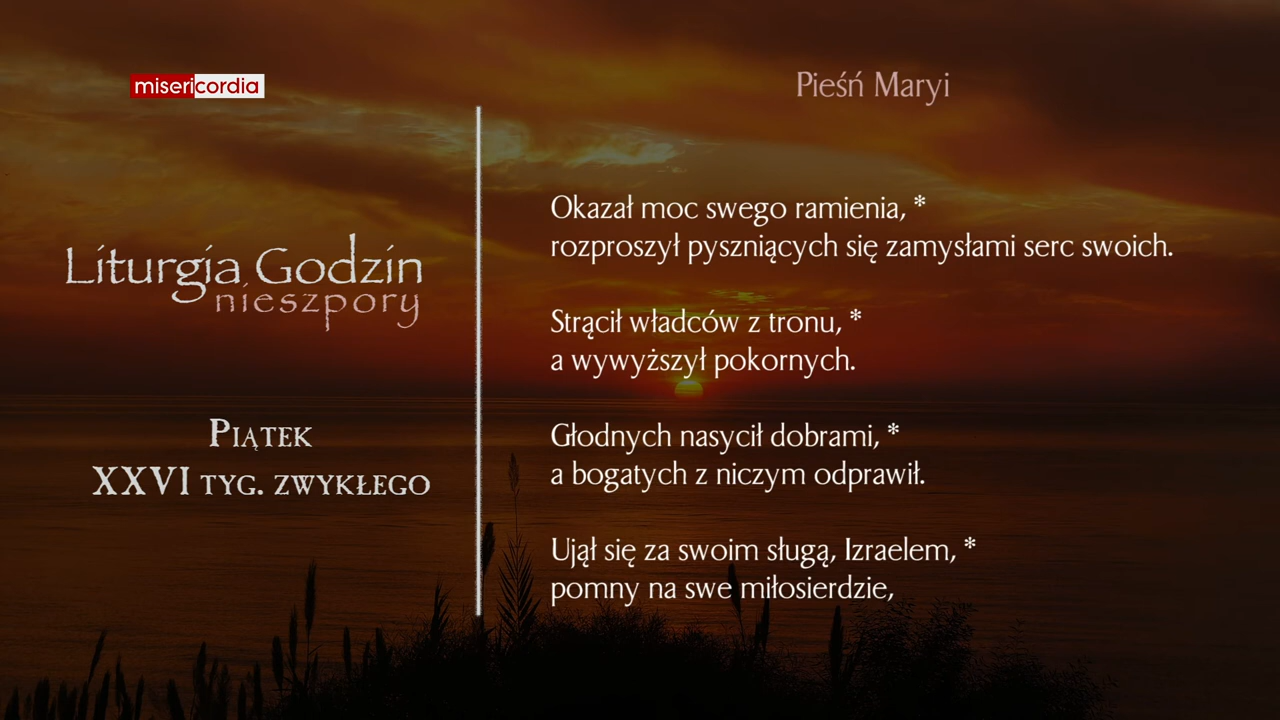 misericordia
Liturgia Godzin
nieszpory
Piątek
XXVI tyg. zwykłego
Pieśń Maryi
Okazał moc swego ramienia, *
rozproszył pyszniących się zamysłami serc swoich.
Strącił władców z tronu, *
a wywyższył pokornych.
Głodnych nasycił dobrami, *
a bogatych z niczym odprawił.
Ujął się za swoim sługą, Izraelem, *
pomny na swe miłosierdzie,